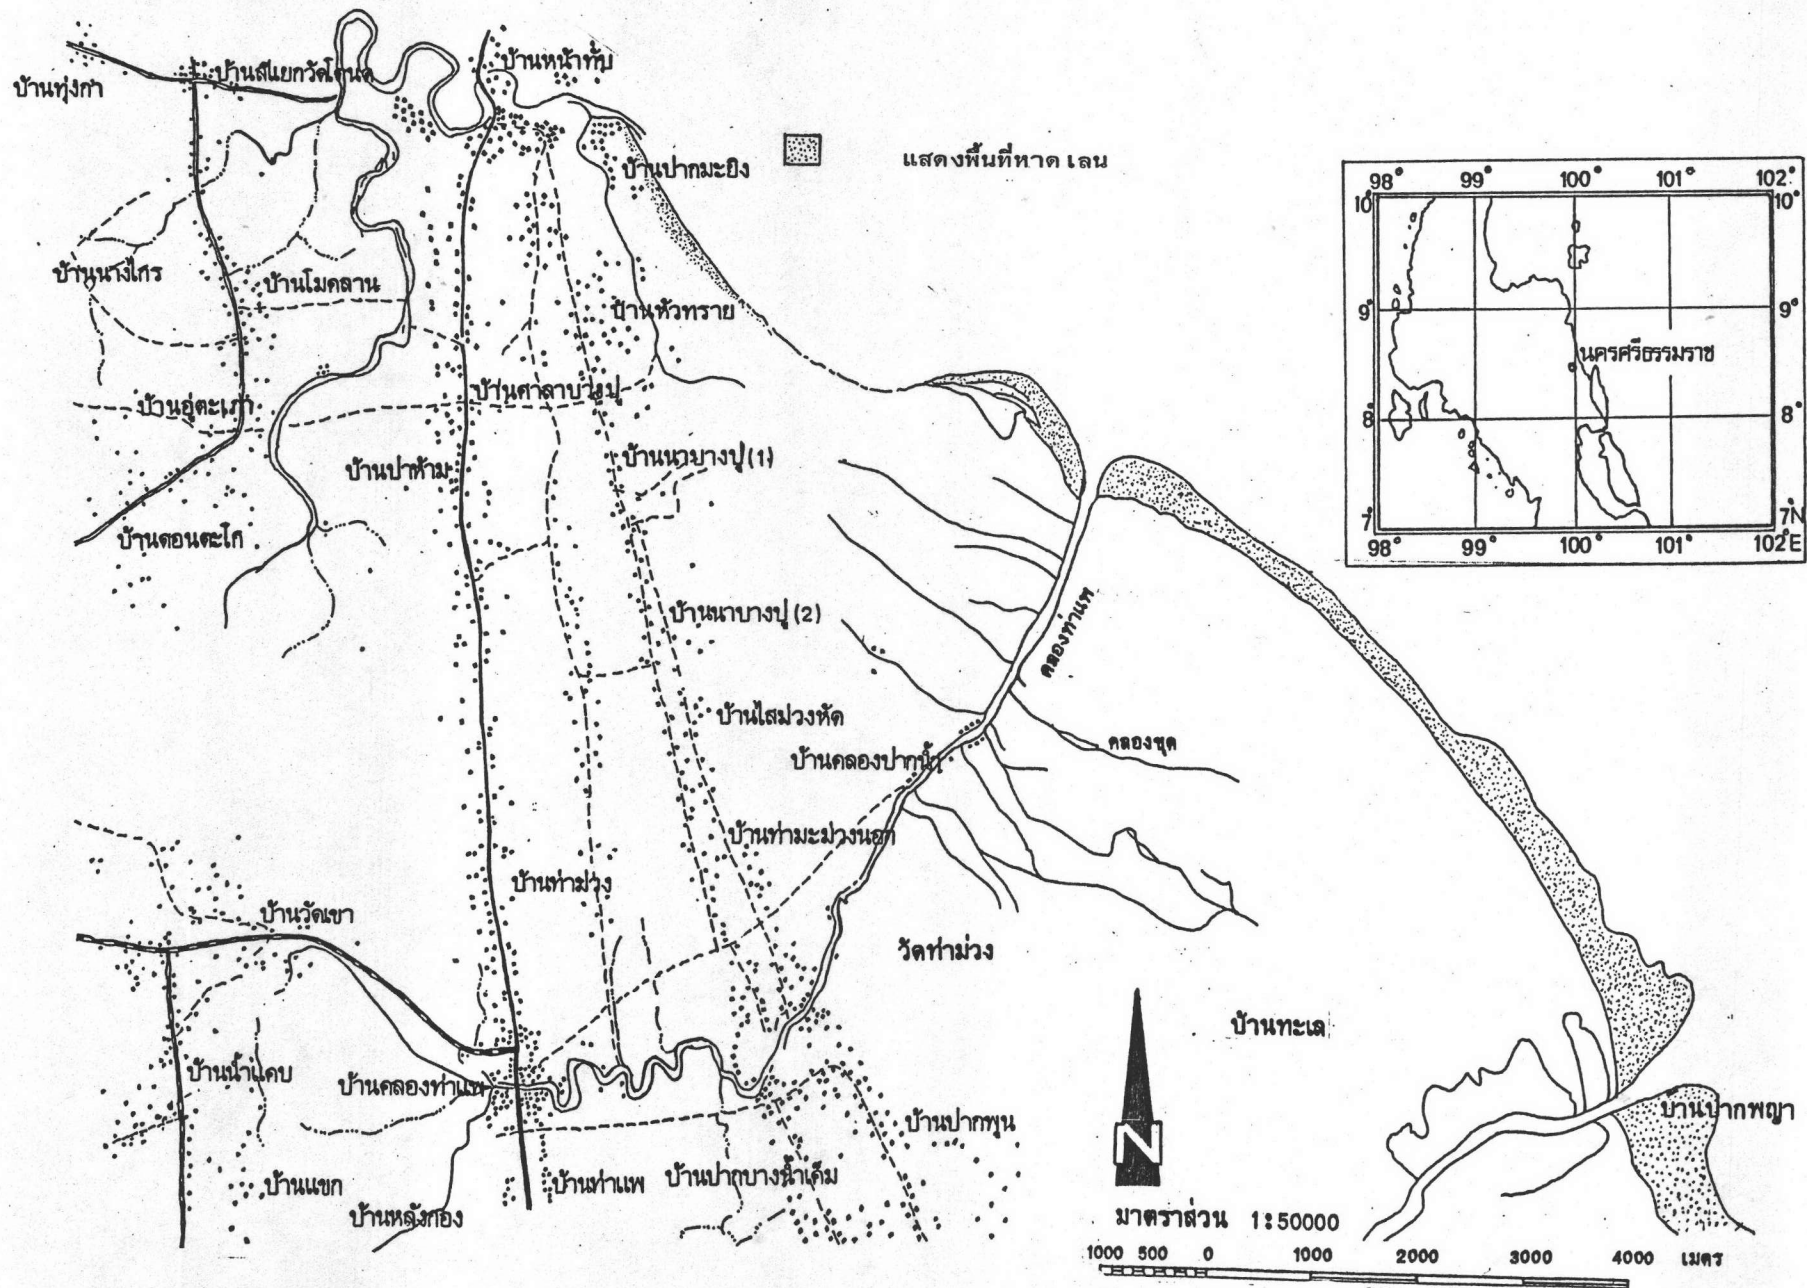 บ้านหน้าทับ
บ้านสี่แยกวัดโตนด
บ้านทุ่งกา
บ้านปากมะยิง
แสดงพื้นที่หาดเลน
บ้านนางไกร
บ้านโมคลาน
บ้านหัวทราย
บ้านศาลาบางปู
บ้านอู่ตะเภา
บ้านนาบางปู (1)
บ้านป่าห้าม
บ้านดอนตะโก
บ้านนาบางปู (2)
คลองท่าแพ
บ้านไสม่วงหัด
คลองขุด
บ้านคลองปากน้ำ
บ้านท่ามะม่วงนอก
บ้านท่าม่วง
บ้านวัดเขา
วัดท่าม่วง
บ้านทะเล
บ้านน้ำแคบ
บ้านคลองท่าแพ
บ้านปากพญา
บ้านปากพูน
บ้านแขก
บ้านท่าแพ
บ้านปากบางน้ำเค็ม
บ้านหลังกอง
98° 99° 100° 101° 102°
10° 10°
9° 9°
นครศรีธรรมราช
8° 8°
7° 7°N
98° 99° 100° 101° 102°E
N
มาตราส่วน 1:50000
1000 500 0 1000 2000 3000 4000 เมตร